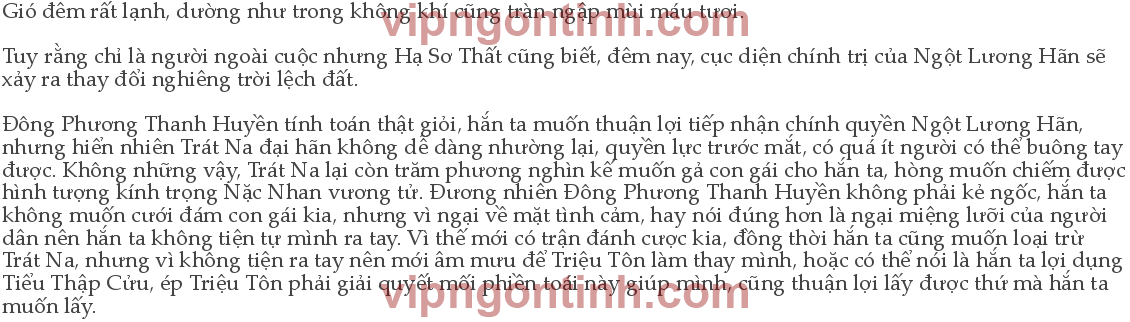 Gió đêm rất lạnh, dường như trong không khí cũng tràn ngập mùi máu tươi.
vipngontinh.com
Tuy rằng chỉ là người ngoài cuộc nhưng Hạ Sơ Thất cũng biết, đêm nay, cục diện chính trị của Ngột Lương Hãn sẽ
xảy ra thay đổi nghiêng trời lệch đất.
Đông Phương Thanh Huyền tính toán thật giỏi, hắn ta muốn thuận lợi tiếp nhận chính quyền Ngột Lương Hãn,
nhưng hiển nhiên Trát Na đại hãn không dễ dàng nhường lại, quyền lực trước mắt, có quá ít người có thể buông tay
được. Không những vậy, Trát Na lại còn trăm phương nghìn kế muốn gả con gái cho hắn ta, hòng muốn chiếm được
hình tượng kính trọng Nặc Nhan vương tử. Đương nhiên Đông Phương Thanh Huyền không phải kẻ ngốc, hắn ta
không muốn cưới đám con gái kia, nhưng vì ngại về mặt tình cảm, hay nói đúng hơn là ngại miệng lưỡi của người
dân nên hắn ta không tiện tự mình ra tay. Vì thế mới có trận đánh cược kia, đồng thời hắn ta cũng muốn loại trừ
Trát Na, nhưng vì không tiện ra tay nên mới âm mưu để Triệu Tôn làm thay mình, hoặc có thể nói là hắn ta lợi dụng
Tiểu Thập Cửu, ép Triệu Tôn phải giải quyết mối phiền toái này giúp mình, cũng thuận lợi lấy được thứ mà hắn ta
vipngontinh.com
muốn lấy.